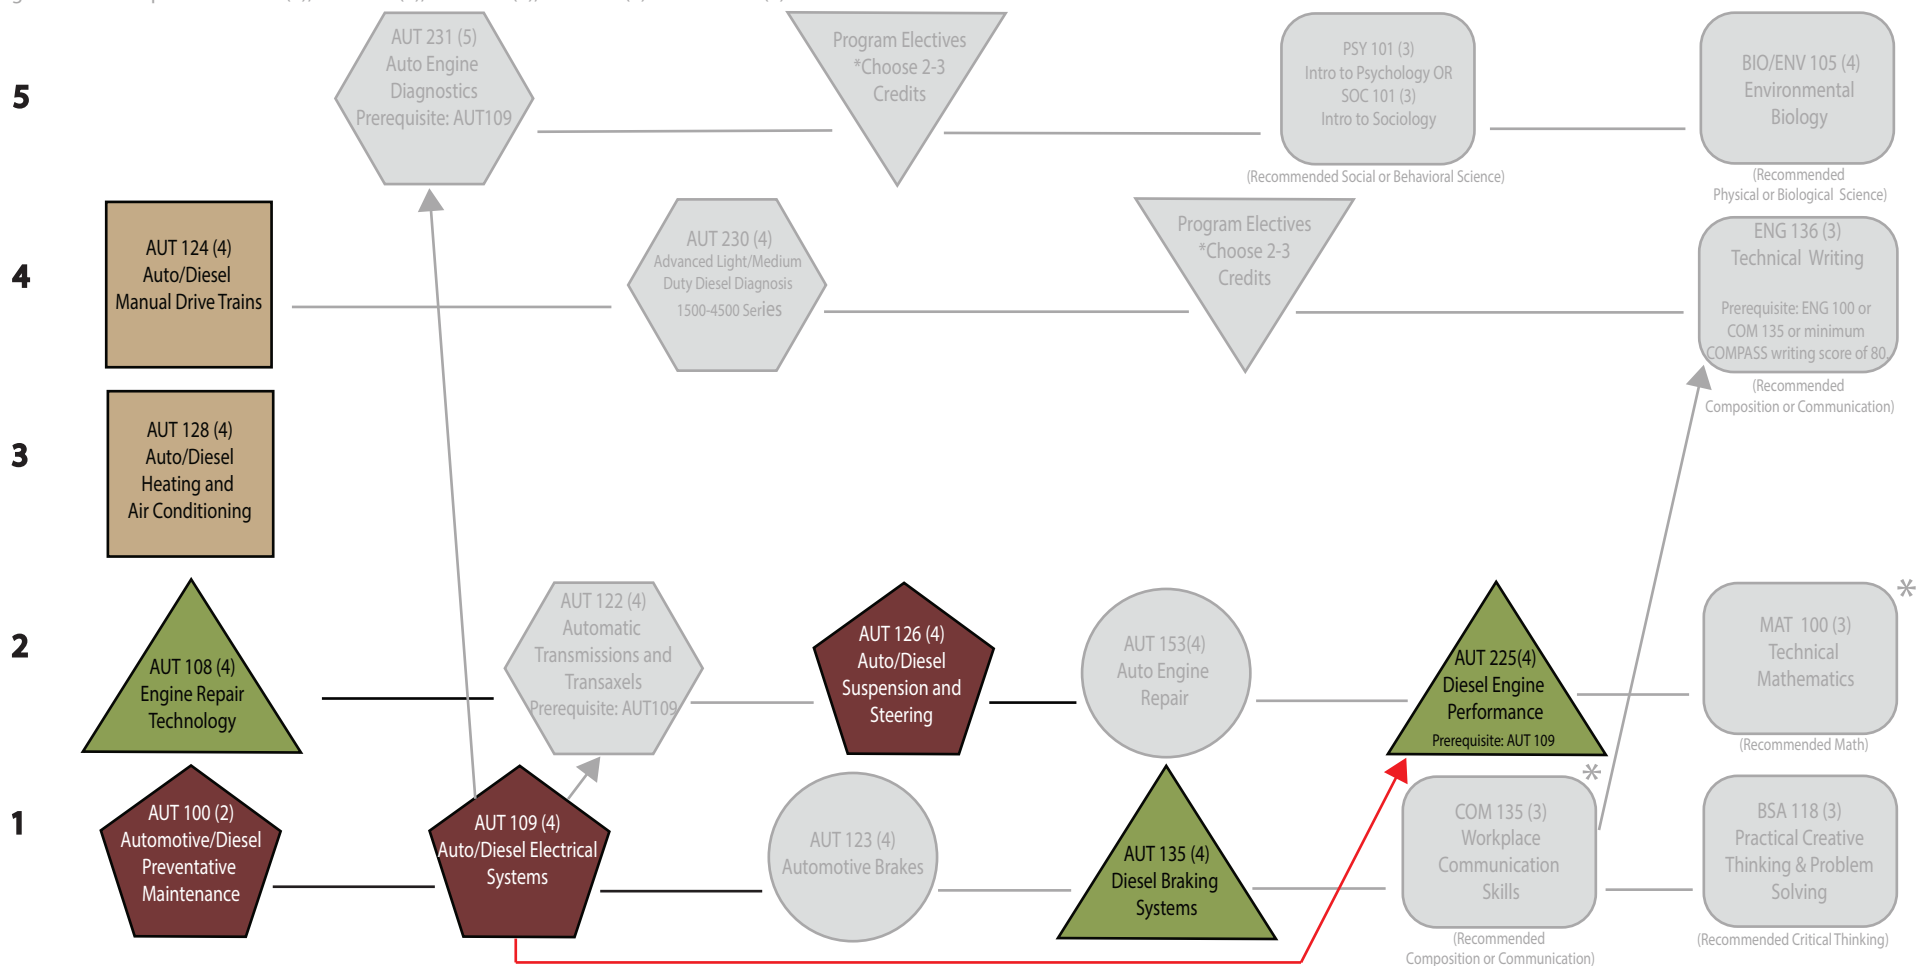 5
AUT 231 (5)
Auto Engine
Diagnostics
Prerequisite: AUT109
Program Electives
*Choose 2-3
Credits
PSY 101 (3)
Intro to Psychology OR
SOC 101 (3)
Intro to Sociology
(Recommended Social or Behavioral Science)
BIO/ENV 105 (4)
Environmental
Biology
(Recommended
Physical or Biological Science)
4
AUT 124 (4)
Auto/Diesel
Manual Drive Trains
AUT 230 (4)
Advanced Light/Medium
Duty Diesel Diagnosis
1500-4500 Series
Program Electives
*Choose 2-3
Credits
ENG 136 (3)
Technical Writing
Prerequisite: ENG 100 or
COM 135 or minimum
COMPASS writing score of 80.
(Recommended
Composition or Communication)
3
AUT 128 (4)
Auto/Diesel
Heating and
Air Conditioning
2
AUT 108 (4)
Engine Repair
Technology
AUT 122 (4)
Automatic
Transmissions and
Transaxels
Prerequisite: AUT109
AUT 126 (4)
Auto/Diesel
Suspension and
Steering
AUT 153(4)
Auto Engine
Repair
AUT 225(4)
Diesel Engine
Performance
Prerequisite: AUT 109
*
MAT 100 (3)
Technical
Mathematics
(Recommended Math)
1
AUT 100 (2)
Automotive/Diesel
Preventative
Maintenance
AUT 109 (4)
Auto/Diesel Electrical
Systems
AUT 123 (4)
Automotive Brakes
AUT 135 (4)
Diesel Braking
Systems
*
COM 135 (3)
Workplace
Communication
Skills
(Recommended
Composition or Communication)
BSA 118 (3)
Practical Creative
Thinking & Problem
Solving
(Recommended Critical Thinking)